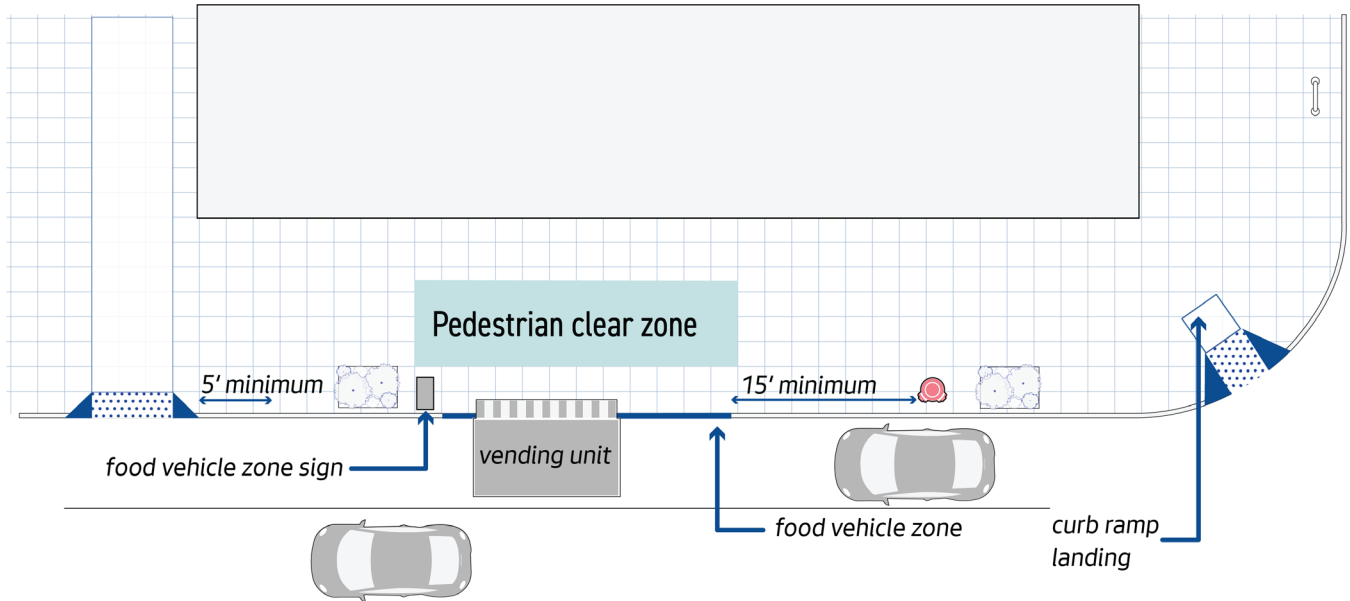 Pedestrian clear zone
5' minimum
15' minimum
food vehicle zone sign
vending unit
food vehicle zone
curb ramp
landing